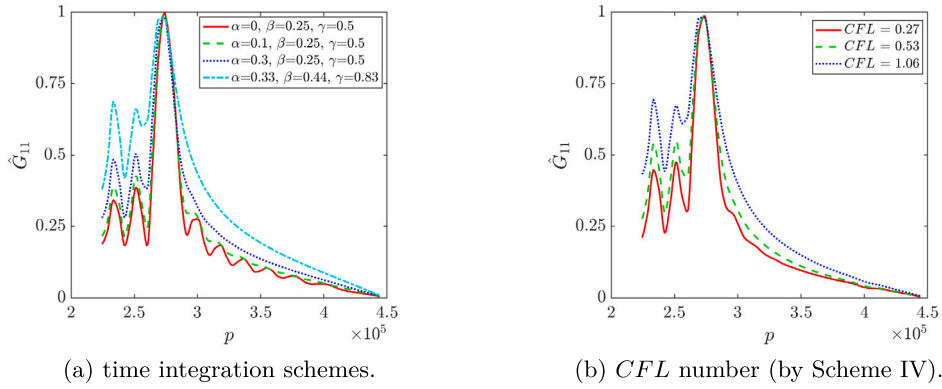 1
0.75
0.5
0.25
0
Ĝ₁₁
2
2.5
3
3.5
4
4.5
×10⁵
p
α=0, β=0.25, γ=0.5
α=0.1, β=0.25, γ=0.5
α=0.3, β=0.25, γ=0.5
α=0.33, β=0.44, γ=0.83
(a) time integration schemes.
1
0.75
0.5
0.25
0
Ĝ₁₁
2
2.5
3
3.5
4
4.5
×10⁵
p
CFL = 0.27
CFL = 0.53
CFL = 1.06
(b) CFL number (by Scheme IV).